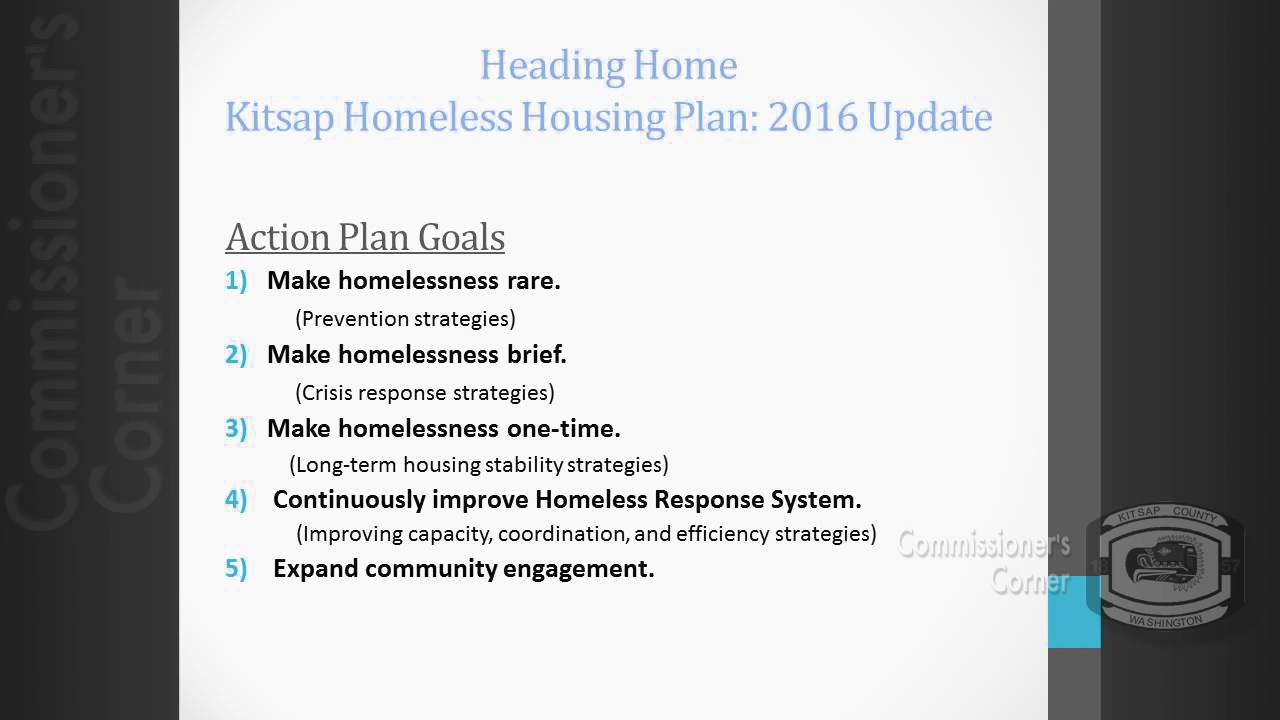 Commissioner's
Corner
Heading Home
Kitsap Homeless Housing Plan: 2016 Update
Action Plan Goals
1) Make homelessness rare.
(Prevention strategies)
2) Make homelessness brief.
(Crisis response strategies)
3) Make homelessness one-time.
(Long-term housing stability strategies)
4) Continuously improve Homeless Response System.
(Improving capacity, coordination, and efficiency strategies)
5) Expand community engagement.
Commissioner's
Corner
KITSAP COUNTY
18 57
WASHINGTON